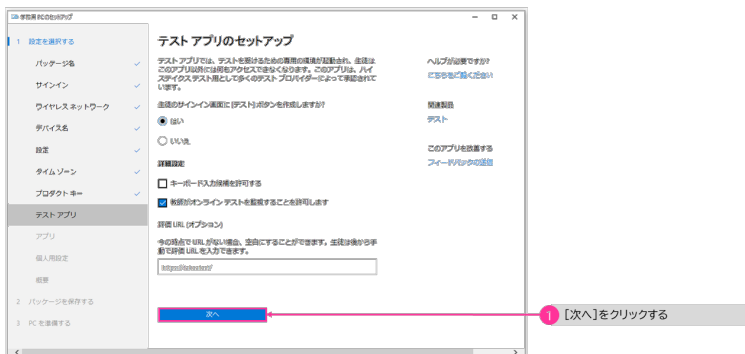 学校用 PCのセットアップ
1 設定を選択する
パッケージ名
サインイン
ワイヤレス ネットワーク
デバイス名
設定
タイム ゾーン
プロダクト キー
テスト アプリ
アプリ
個人用設定
概要
2 パッケージを保存する
3 PC を準備する
テスト アプリのセットアップ
テスト アプリでは、テストを受けるための専用の環境が起動され、生徒は
このアプリ以外には何もアクセスできなくなります。このアプリは、ハイ
ステイクス テスト用として多くのテスト プロバイダーによって承認されて
います。
生徒のサインイン画面に [テスト] ボタンを作成しますか?
はい
いいえ
詳細設定
キーボード入力候補を許可する
教師がオンライン テストを監視することを許可します
評価 URL (オプション)
今の時点で URL がない場合、空白にすることができます。生徒は後から手
動で評価 URL を入力できます。
次へ
ヘルプが必要ですか?
こちらをご覧ください
関連製品
テスト
このアプリを改善する
フィードバックの送信
1 [次へ]をクリックする